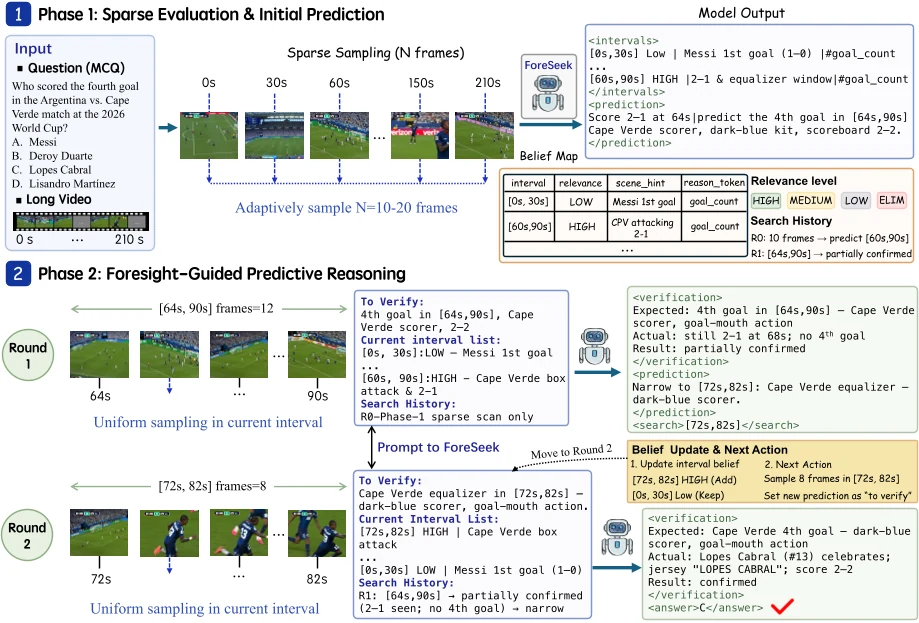 1 Phase 1: Sparse Evaluation & Initial Prediction
Input
■ Question (MCQ)
Who scored the fourth goal
in the Argentina vs. Cape
Verde match at the 2026
World Cup?
A. Messi
B. Deroy Duarte
C. Lopes Cabral
D. Lisandro Martínez
■ Long Video
0 s ... 210 s
Sparse Sampling (N frames)
0s 30s 60s 150s 210s
...
Adaptively sample N=10-20 frames
ForeSeek
Model Output
<intervals>
[0s,30s] Low | Messi 1st goal (1–0) |#goal_count
...
[60s,90s] HIGH |2–1 & equalizer window|#goal_count
</intervals>
<prediction>
Score 2–1 at 64s|predict the 4th goal in [64s,90s]
Cape Verde scorer, dark-blue kit, scoreboard 2–2.
</prediction>
Belief Map
interval relevance scene_hint reason_token
[0s, 30s] LOW Messi 1st goal goal_count
[60s,90s] HIGH CPV attacking 2-1 goal_count
...
Relevance level
HIGH MEDIUM LOW ELIM
Search History
R0: 10 frames → predict [60s,90s]
R1: [64s,90s] → partially confirmed
2 Phase 2: Foresight-Guided Predictive Reasoning
Round
1
[64s, 90s] frames=12
...
64s ... 90s
Uniform sampling in current interval
To Verify:
4th goal in [64s,90s], Cape
Verde scorer, 2–2
Current interval list:
[0s, 30s]:LOW – Messi 1st goal
...
[60s, 90s]:HIGH – Cape Verde box
attack & 2-1
Search History:
R0-Phase-1 sparse scan only
<verification>
Expected: 4th goal in [64s,90s] – Cape Verde
scorer, goal-mouth action
Actual: still 2–1 at 68s; no 4th goal
Result: partially confirmed
</verification>
<prediction>
Narrow to [72s,82s]: Cape Verde equalizer –
dark-blue scorer.
</prediction>
<search>[72s,82s]</search>
Prompt to ForeSeek
Move to Round 2
Belief Update & Next Action
1. Update interval belief
[72s,82s] HIGH (Add)
[0s, 30s] Low (Keep)
2. Next Action
Sample 8 frames in [72s, 82s]
Set new prediction as "to verify"
Round
2
[72s, 82s] frames=8
...
72s ... 82s
Uniform sampling in current interval
To Verify:
Cape Verde equalizer in [72s,82s] –
dark-blue scorer, goal-mouth action.
Current Interval List:
[72s,82s] HIGH | Cape Verde box
attack
...
[0s,30s] LOW | Messi 1st goal (1–0)
Search History:
R1: [64s,90s] → partially confirmed
(2–1 seen; no 4th goal) → narrow
<verification>
Expected: Cape Verde 4th goal – dark-blue
scorer, goal-mouth action
Actual: Lopes Cabral (#13) celebrates;
jersey "LOPES CABRAL"; score 2–2
Result: confirmed
</verification>
<answer>C</answer>